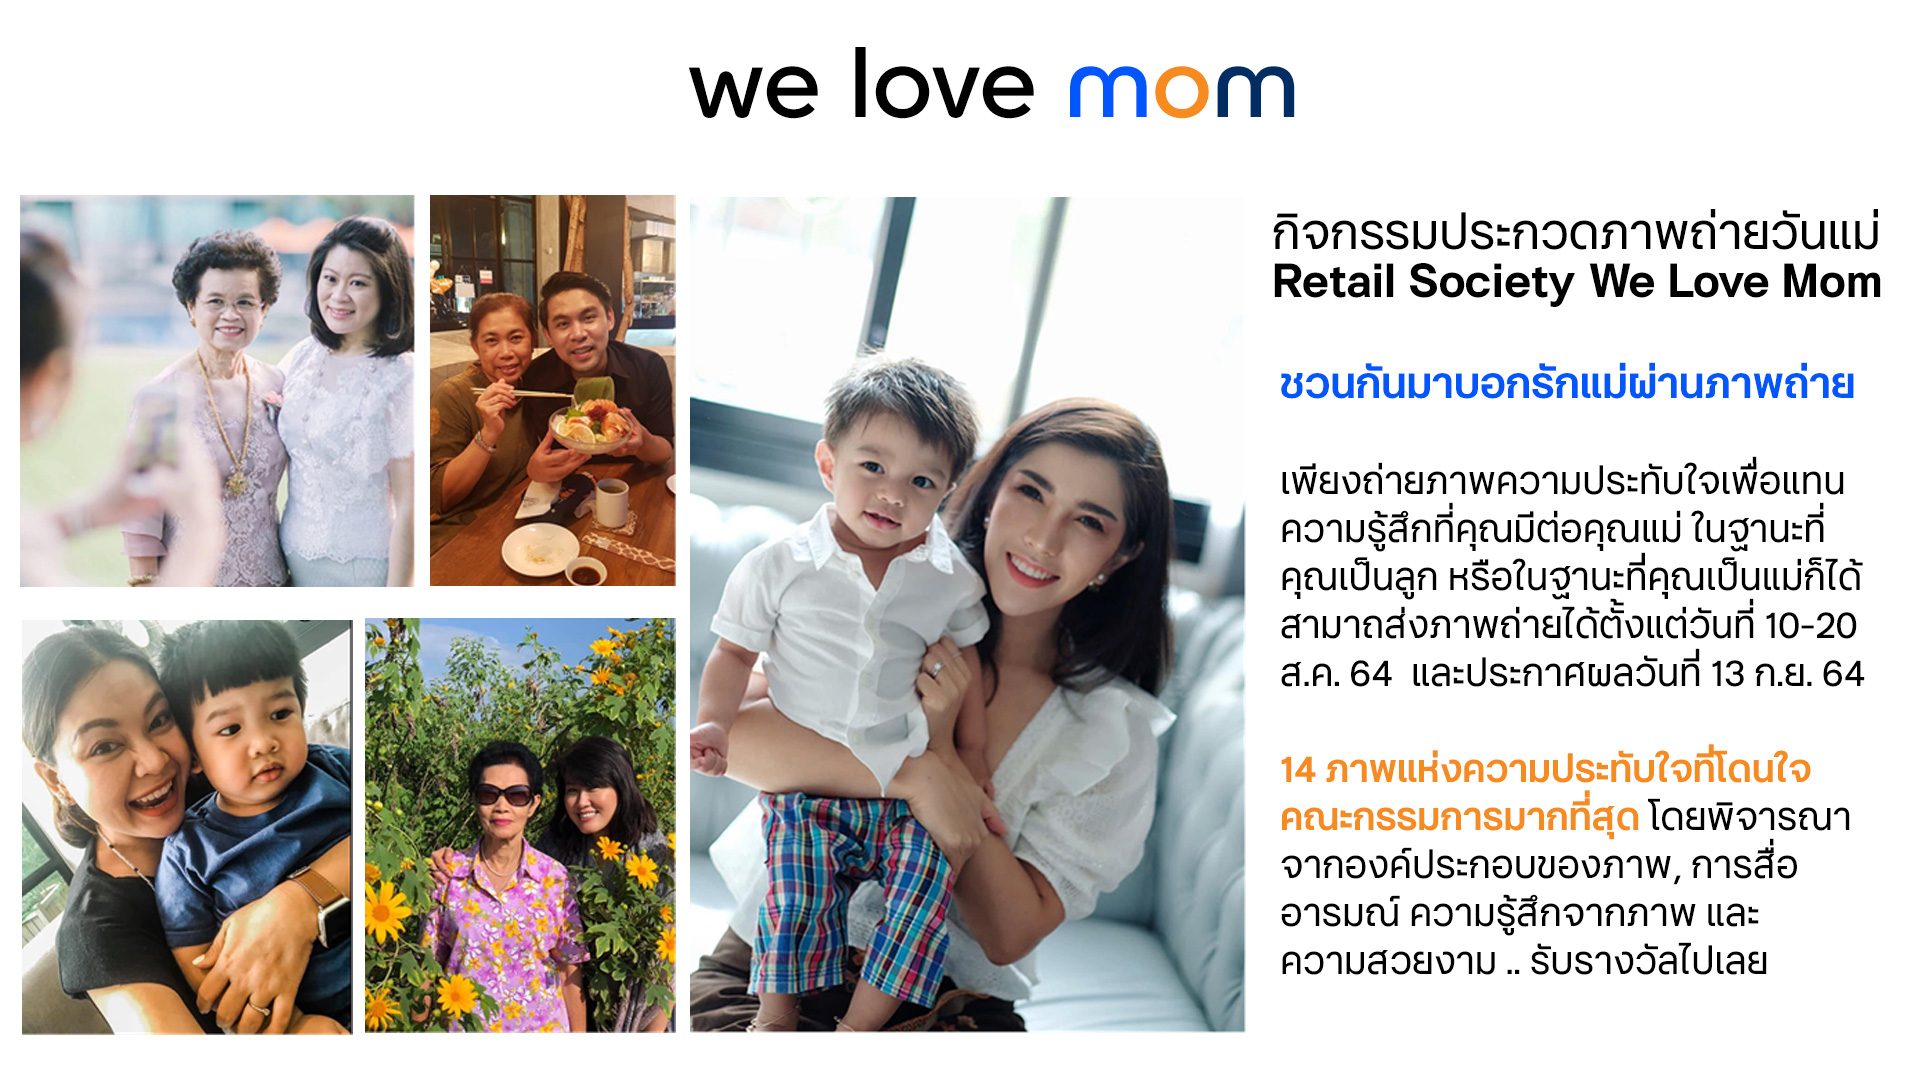 we love mom
กิจกรรมประกวดภาพถ่ายวันแม่
Retail Society We Love Mom
ชวนกันมาบอกรักแม่ผ่านภาพถ่าย
เพียงถ่ายภาพความประทับใจเพื่อแทน
ความรู้สึกที่คุณมีต่อคุณแม่ ในฐานะที่
คุณเป็นลูก หรือในฐานะที่คุณเป็นแม่ก็ได้
สามาถส่งภาพถ่ายได้ตั้งแต่วันที่ 10-20
ส.ค. 64 และประกาศผลวันที่ 13 ก.ย. 64
14 ภาพแห่งความประทับใจที่โดนใจ
คณะกรรมการมากที่สุด โดยพิจารณา
จากองค์ประกอบของภาพ, การสื่อ
อารมณ์ ความรู้สึกจากภาพ และ
ความสวยงาม .. รับรางวัลไปเลย